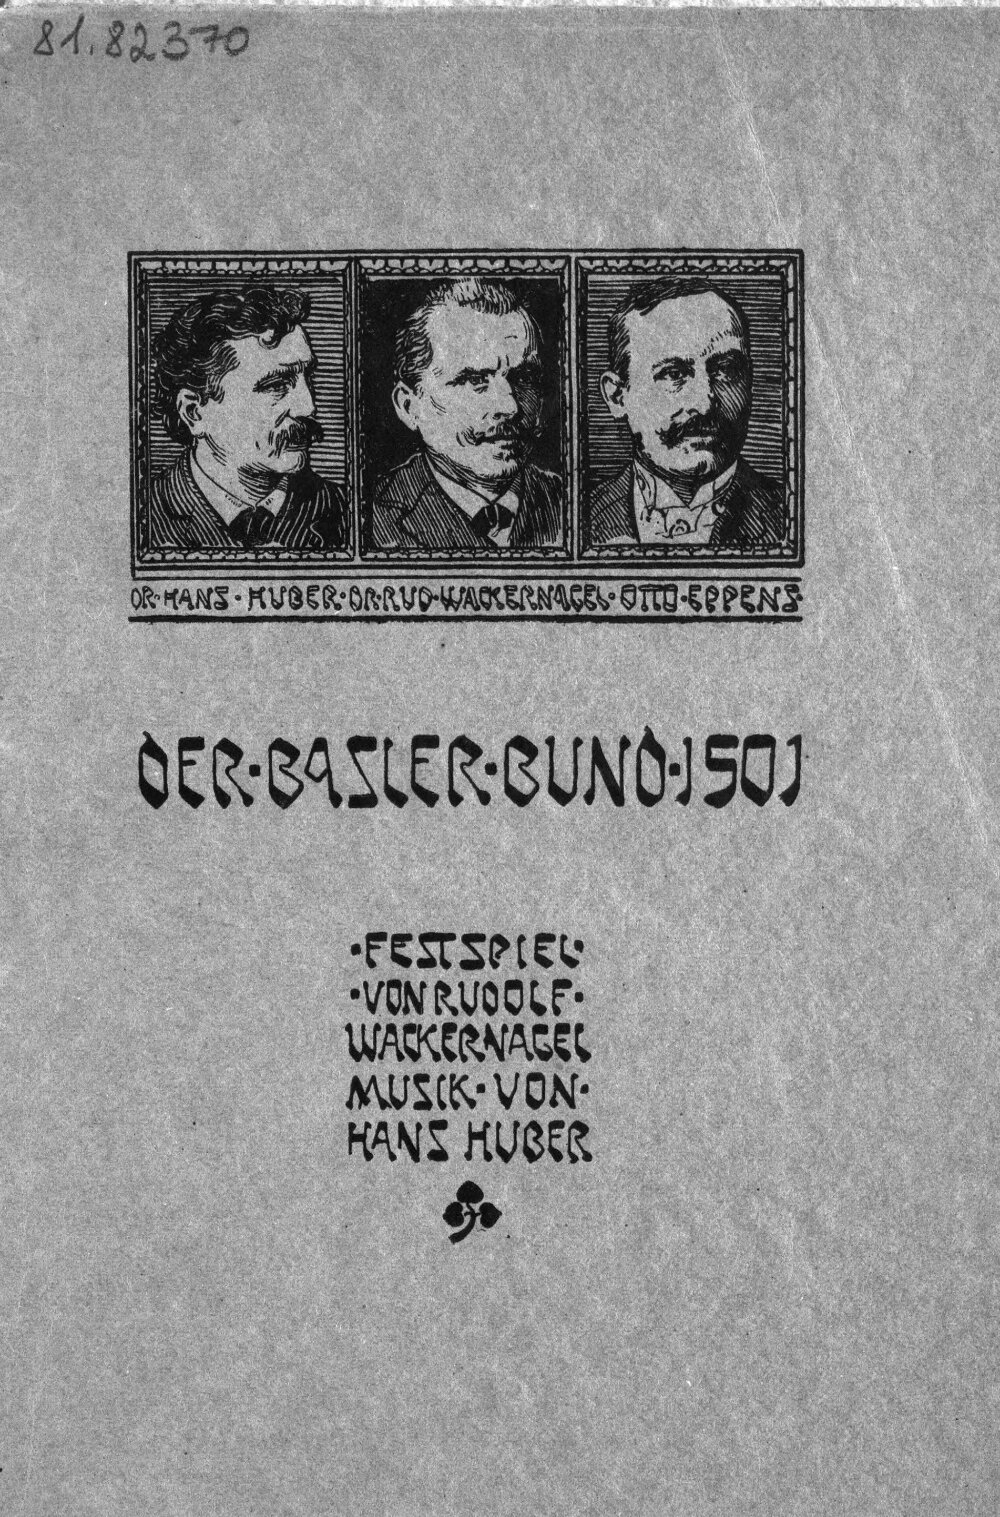 81.82370
DR·HANS·HUBER·DR·RUD·WACKERNAGEL·OTTO·EPPENS·
DER·BASLER·BUND·1501
·FESTSPIEL·
·VON RUDOLF·
WACKERNAGEL
MUSIK·VON·
HANS HUBER